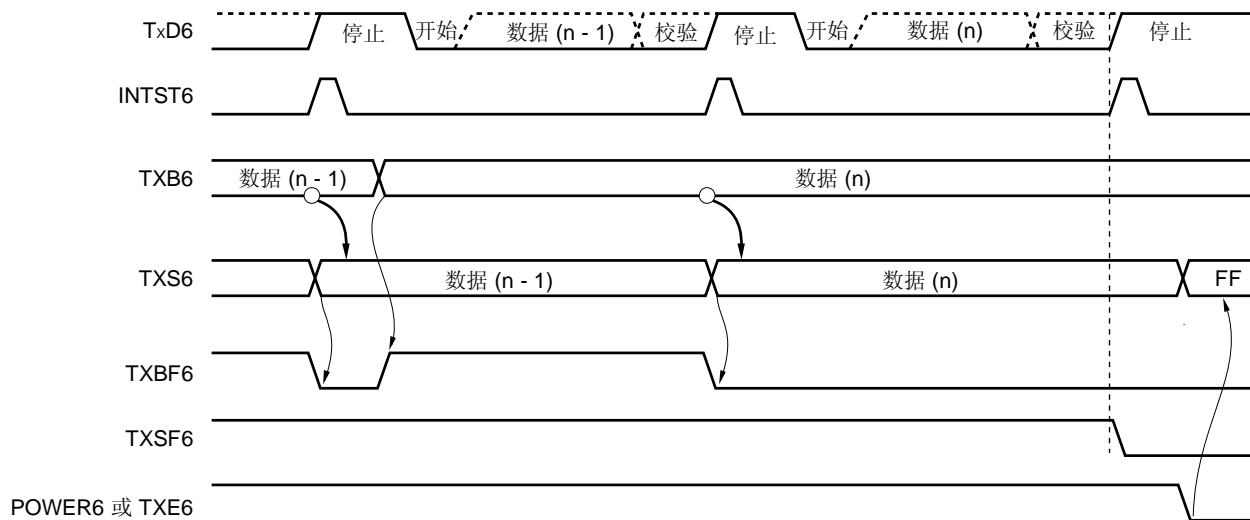 TxD6 停止 开始 数据 (n - 1) 校验 停止 开始 数据 (n) 校验 停止
INTST6
TXB6 数据 (n - 1) 数据 (n)
TXS6 数据 (n - 1) 数据 (n) FF
TXBF6
TXSF6
POWER6 或 TXE6